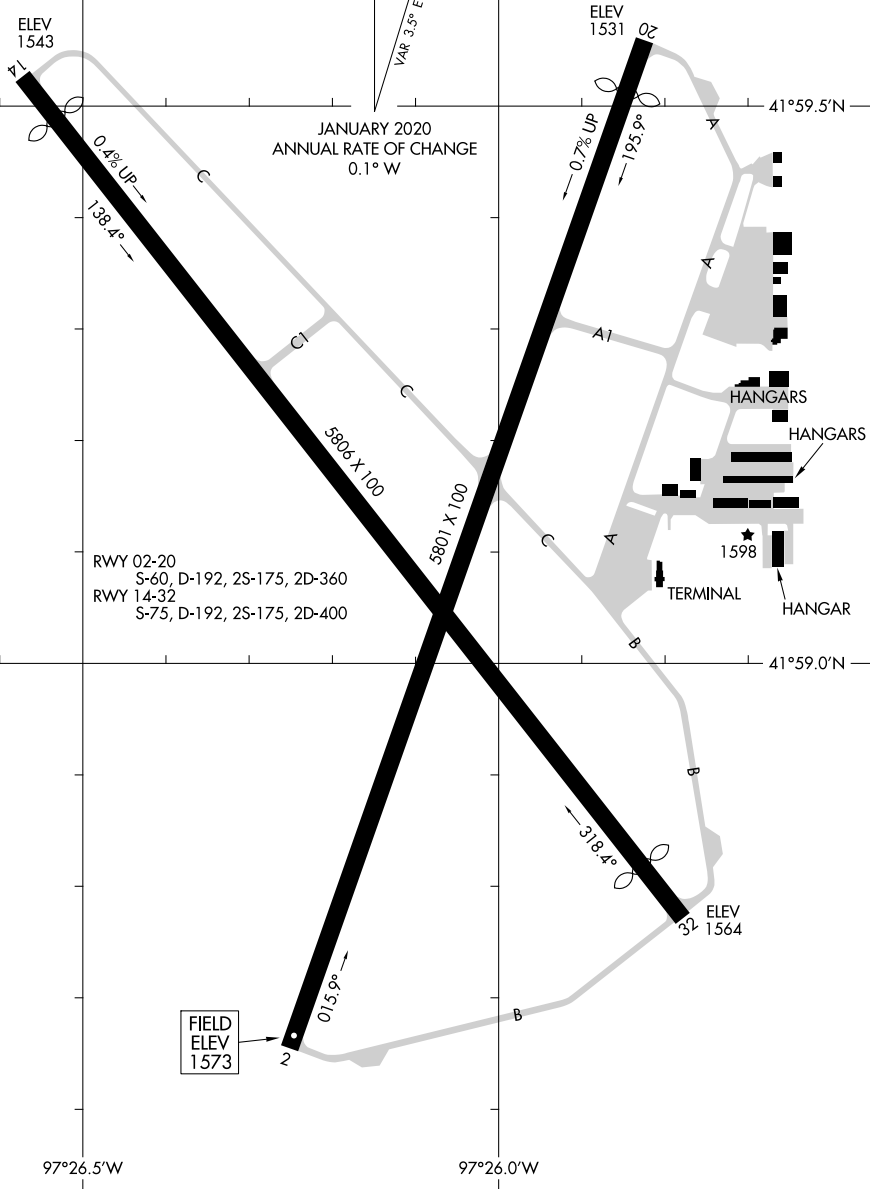 ELEV
1543
14
VAR 3.5° E
ELEV
1531
20
JANUARY 2020
ANNUAL RATE OF CHANGE
0.1° W
41°59.5'N
0.4% UP
138.4°
C
0.7% UP
195.9°
A
A
C1
A1
C
HANGARS
HANGARS
5806 X 100
5801 X 100
C
A
1598
RWY 02-20
S-60, D-192, 2S-175, 2D-360
RWY 14-32
S-75, D-192, 2S-175, 2D-400
TERMINAL
HANGAR
B
41°59.0'N
B
318.4°
ELEV
1564
32
015.9°
B
FIELD
ELEV
1573
2
97°26.5'W
97°26.0'W